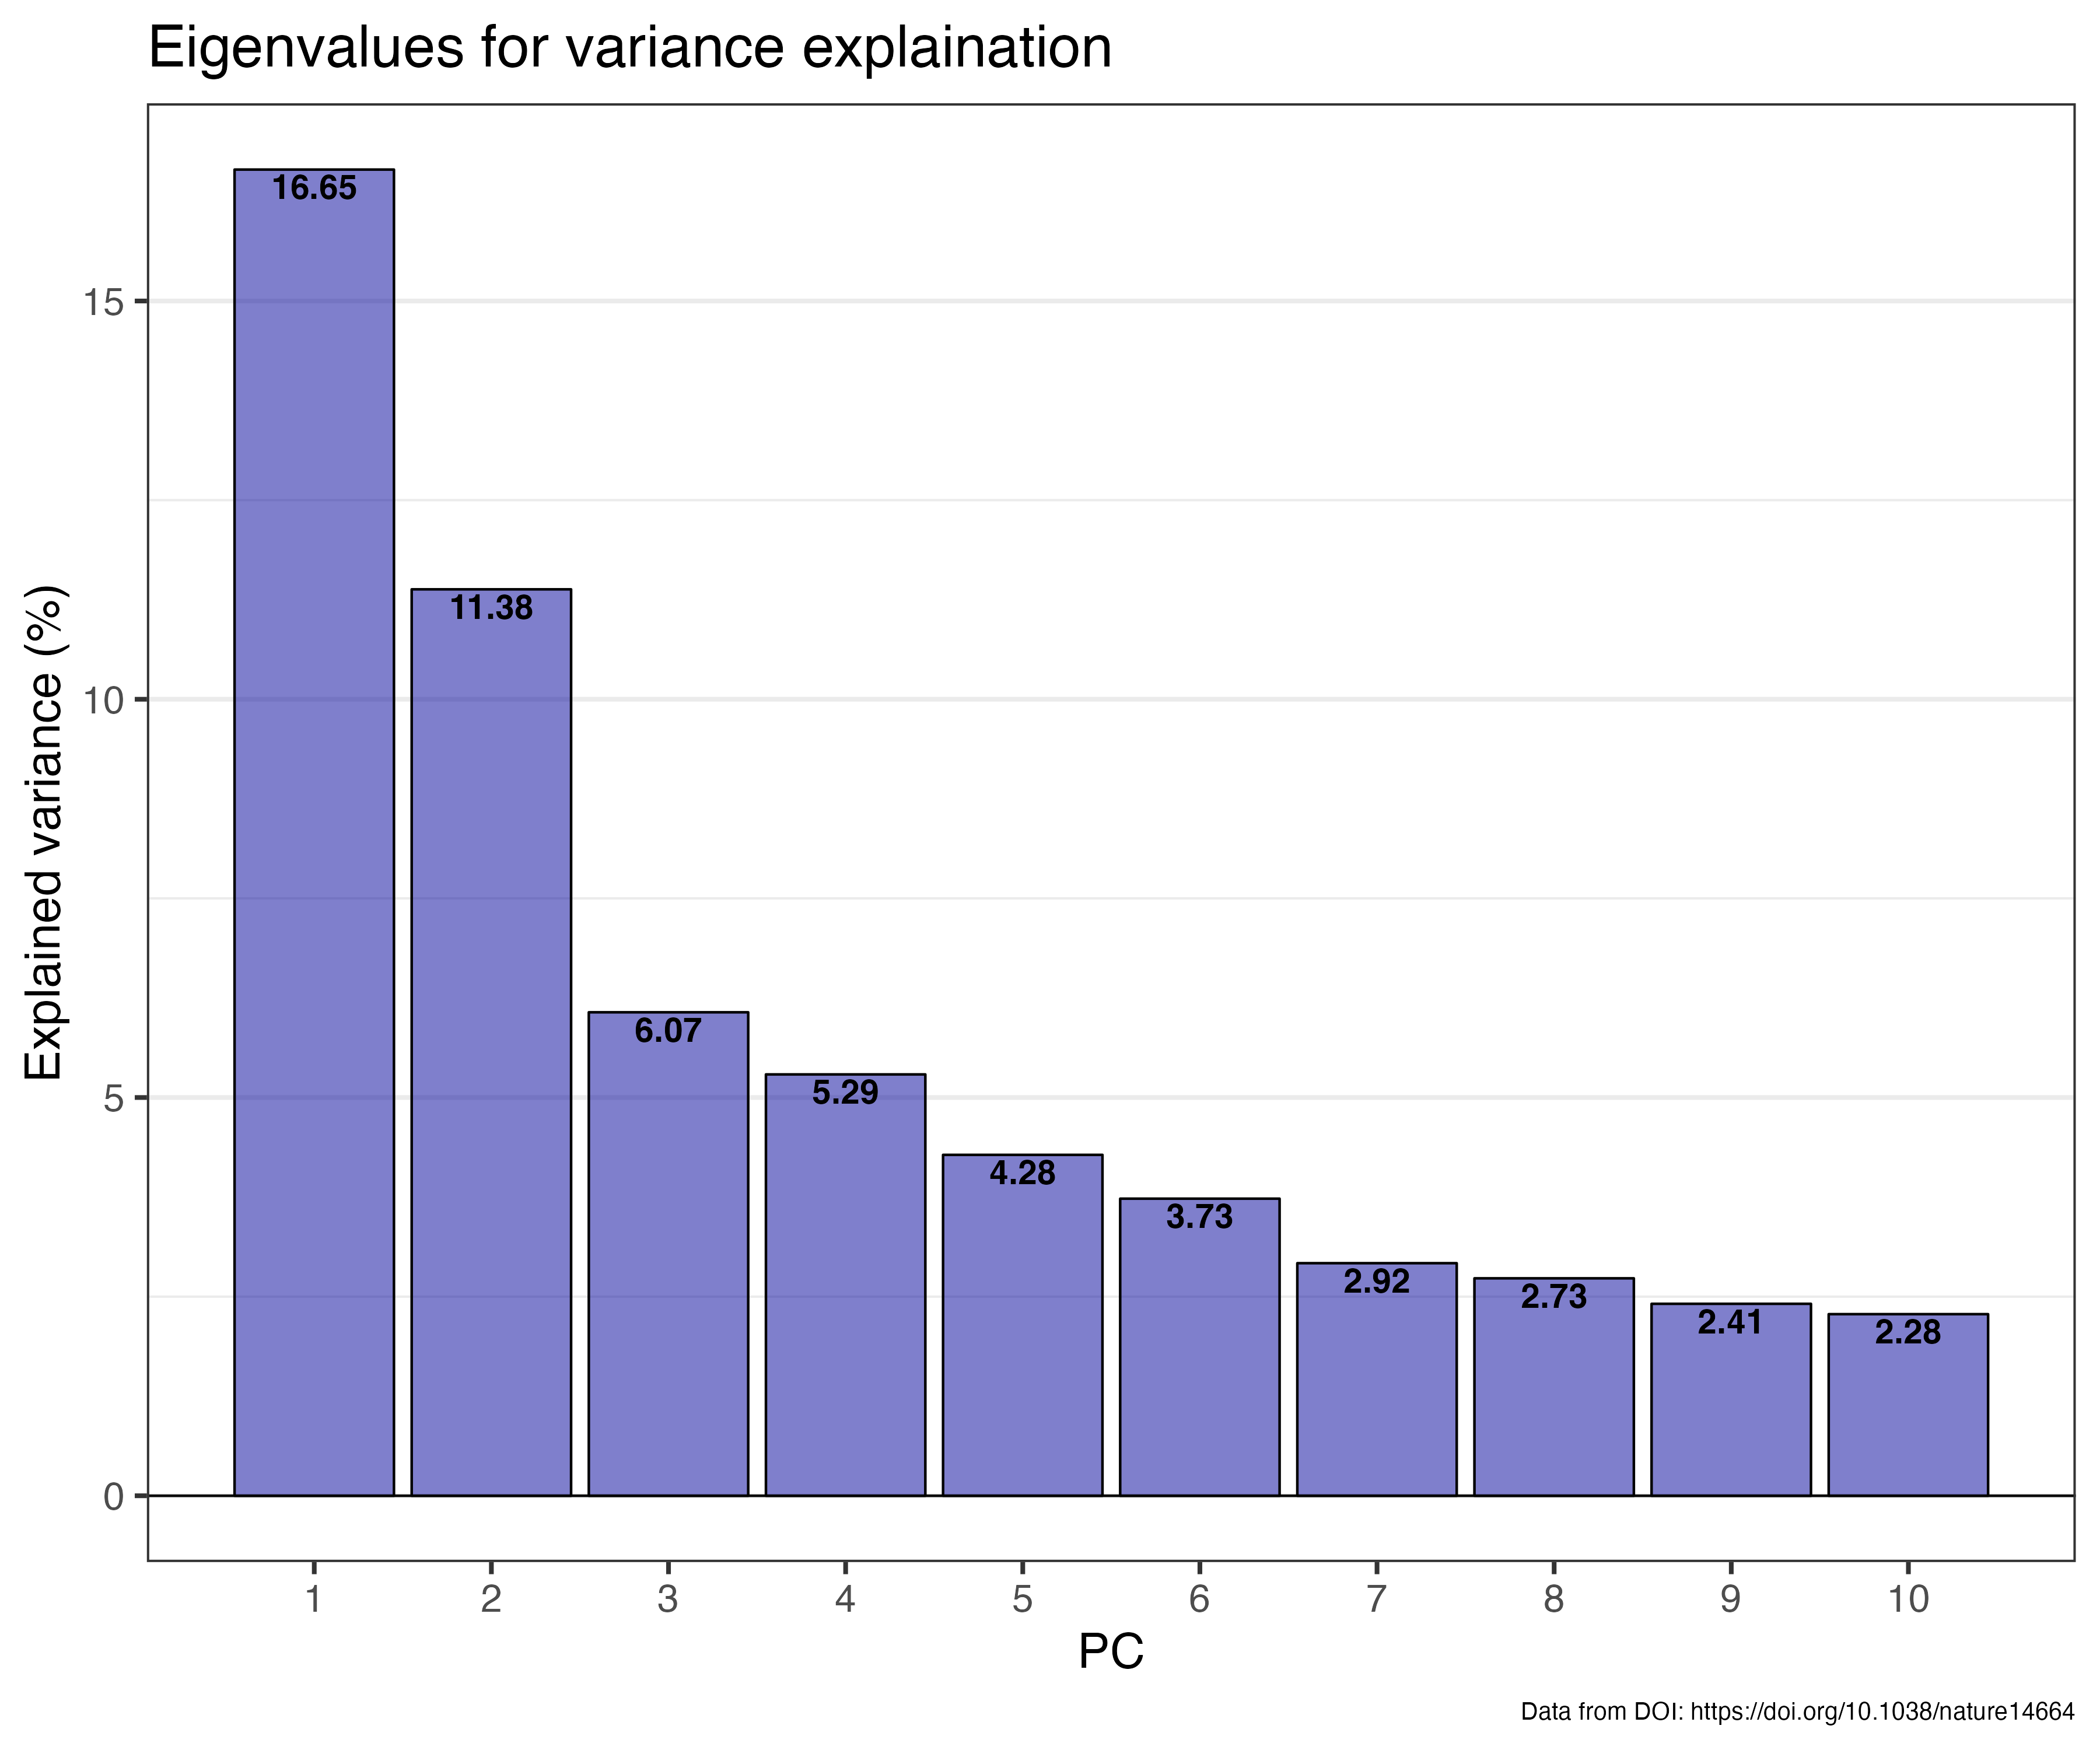 Eigenvalues for variance explaination
Explained variance (%)
15
10
5
0
16.65
11.38
6.07
5.29
4.28
3.73
2.92
2.73
2.41
2.28
1 2 3 4 5 6 7 8 9 10
PC
Data from DOI: https://doi.org/10.1038/nature14664